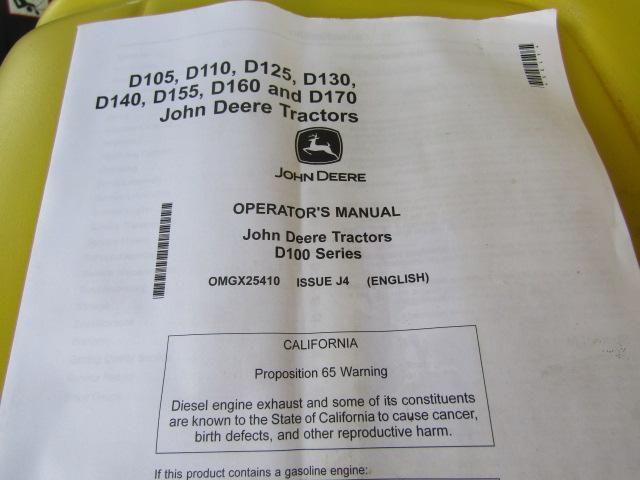 D105, D110, D125, D130,
D140, D155, D160 and D170
John Deere Tractors
JOHN DEERE
OPERATOR'S MANUAL
John Deere Tractors
D100 Series
OMGX25410 ISSUE J4 (ENGLISH)
CALIFORNIA
Proposition 65 Warning
Diesel engine exhaust and some of its constituents
are known to the State of California to cause cancer,
birth defects, and other reproductive harm.
If this product contains a gasoline engine: